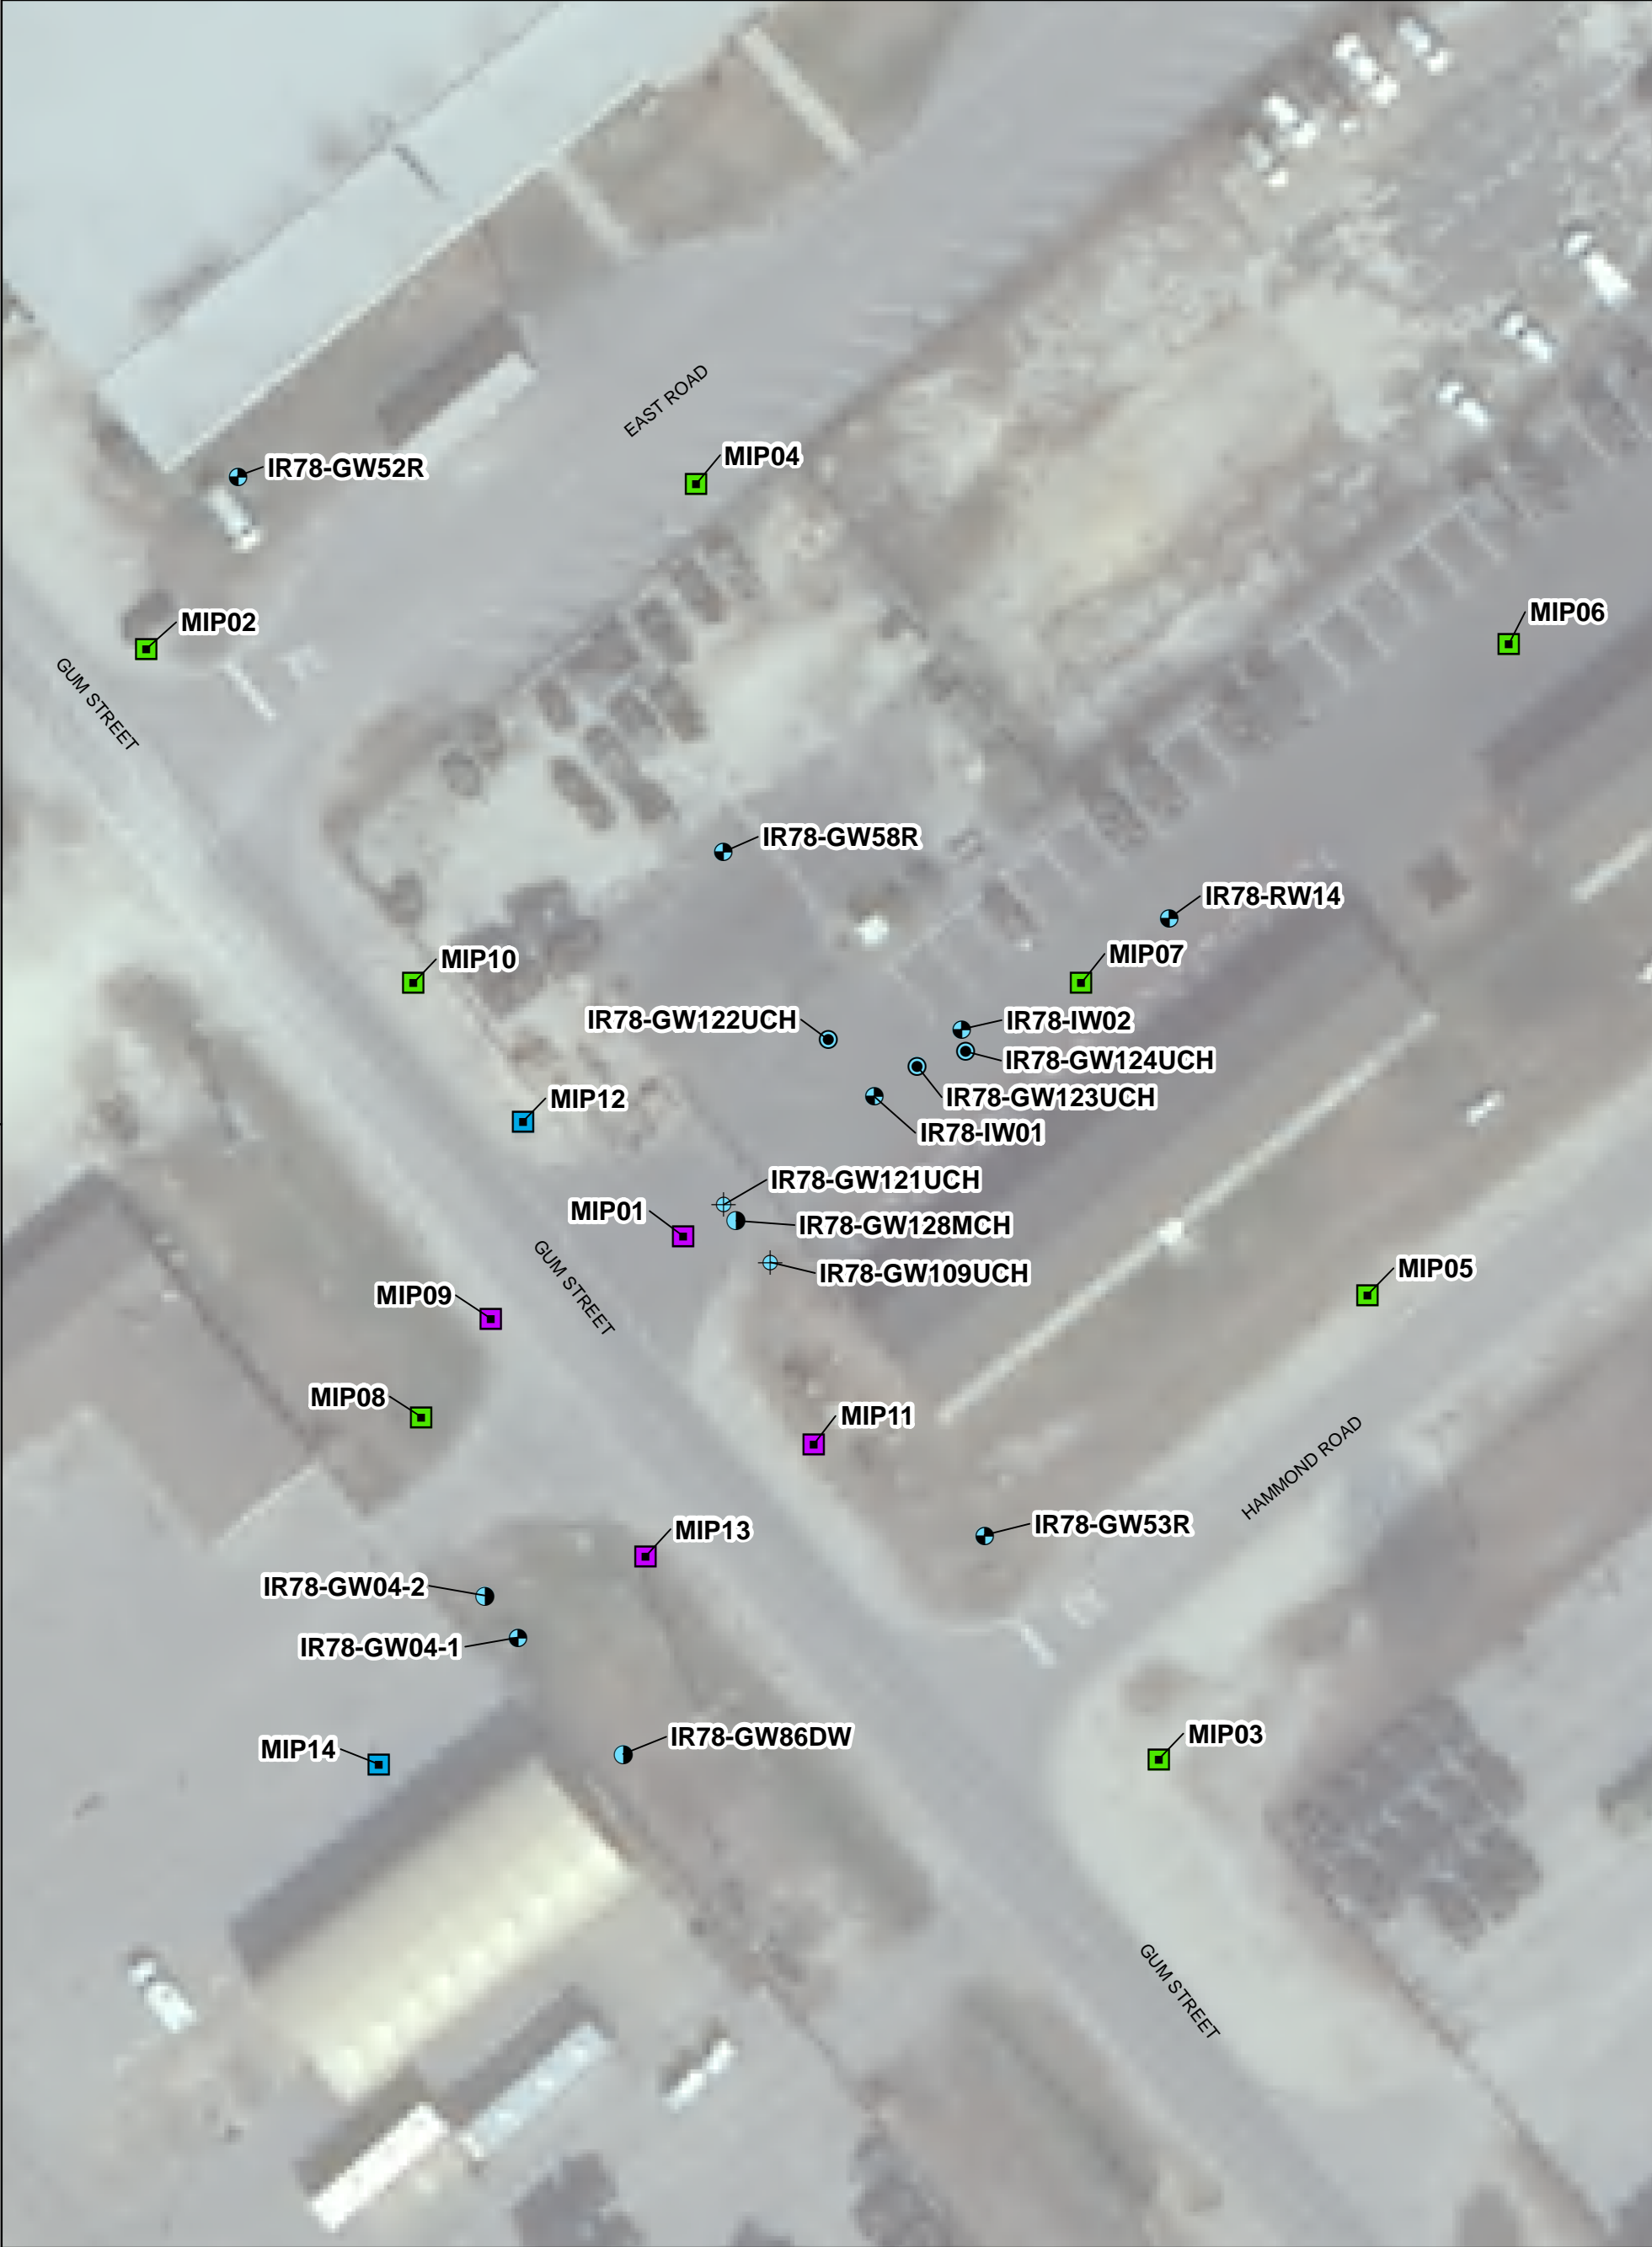 EAST ROAD
MIP04
IR78-GW52R
MIP02
MIP06
GUM STREET
IR78-GW58R
IR78-RW14
MIP07
MIP10
IR78-GW122UCH
IR78-IW02
IR78-GW124UCH
IR78-GW123UCH
MIP12
IR78-IW01
IR78-GW121UCH
MIP01
IR78-GW128MCH
IR78-GW109UCH
MIP05
GUM STREET
MIP09
MIP08
MIP11
HAMMOND ROAD
IR78-GW53R
MIP13
IR78-GW04-2
IR78-GW04-1
MIP03
IR78-GW86DW
MIP14
GUM STREET